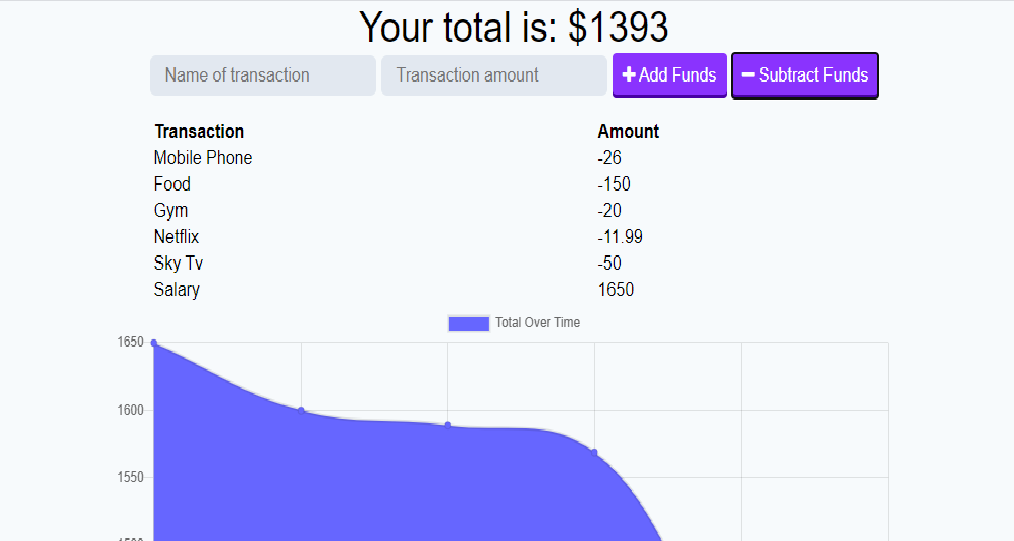 Your total is: $1393
Name of transaction Transaction amount + Add Funds − Subtract Funds
Transaction Amount
Mobile Phone -26
Food -150
Gym -20
Netflix -11.99
Sky Tv -50
Salary 1650
Total Over Time
1650
1600
1550